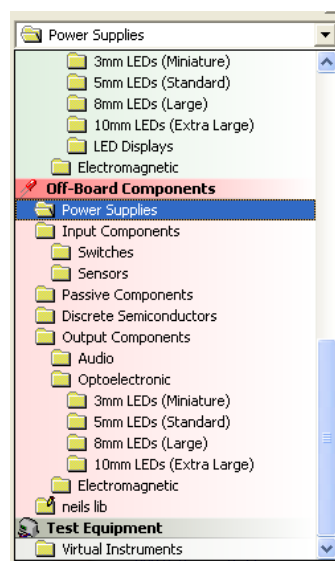 Power Supplies
3mm LEDs (Miniature)
5mm LEDs (Standard)
8mm LEDs (Large)
10mm LEDs (Extra Large)
LED Displays
Electromagnetic
Off-Board Components
Power Supplies
Input Components
Switches
Sensors
Passive Components
Discrete Semiconductors
Output Components
Audio
Optoelectronic
3mm LEDs (Miniature)
5mm LEDs (Standard)
8mm LEDs (Large)
10mm LEDs (Extra Large)
Electromagnetic
neils lib
Test Equipment
Virtual Instruments